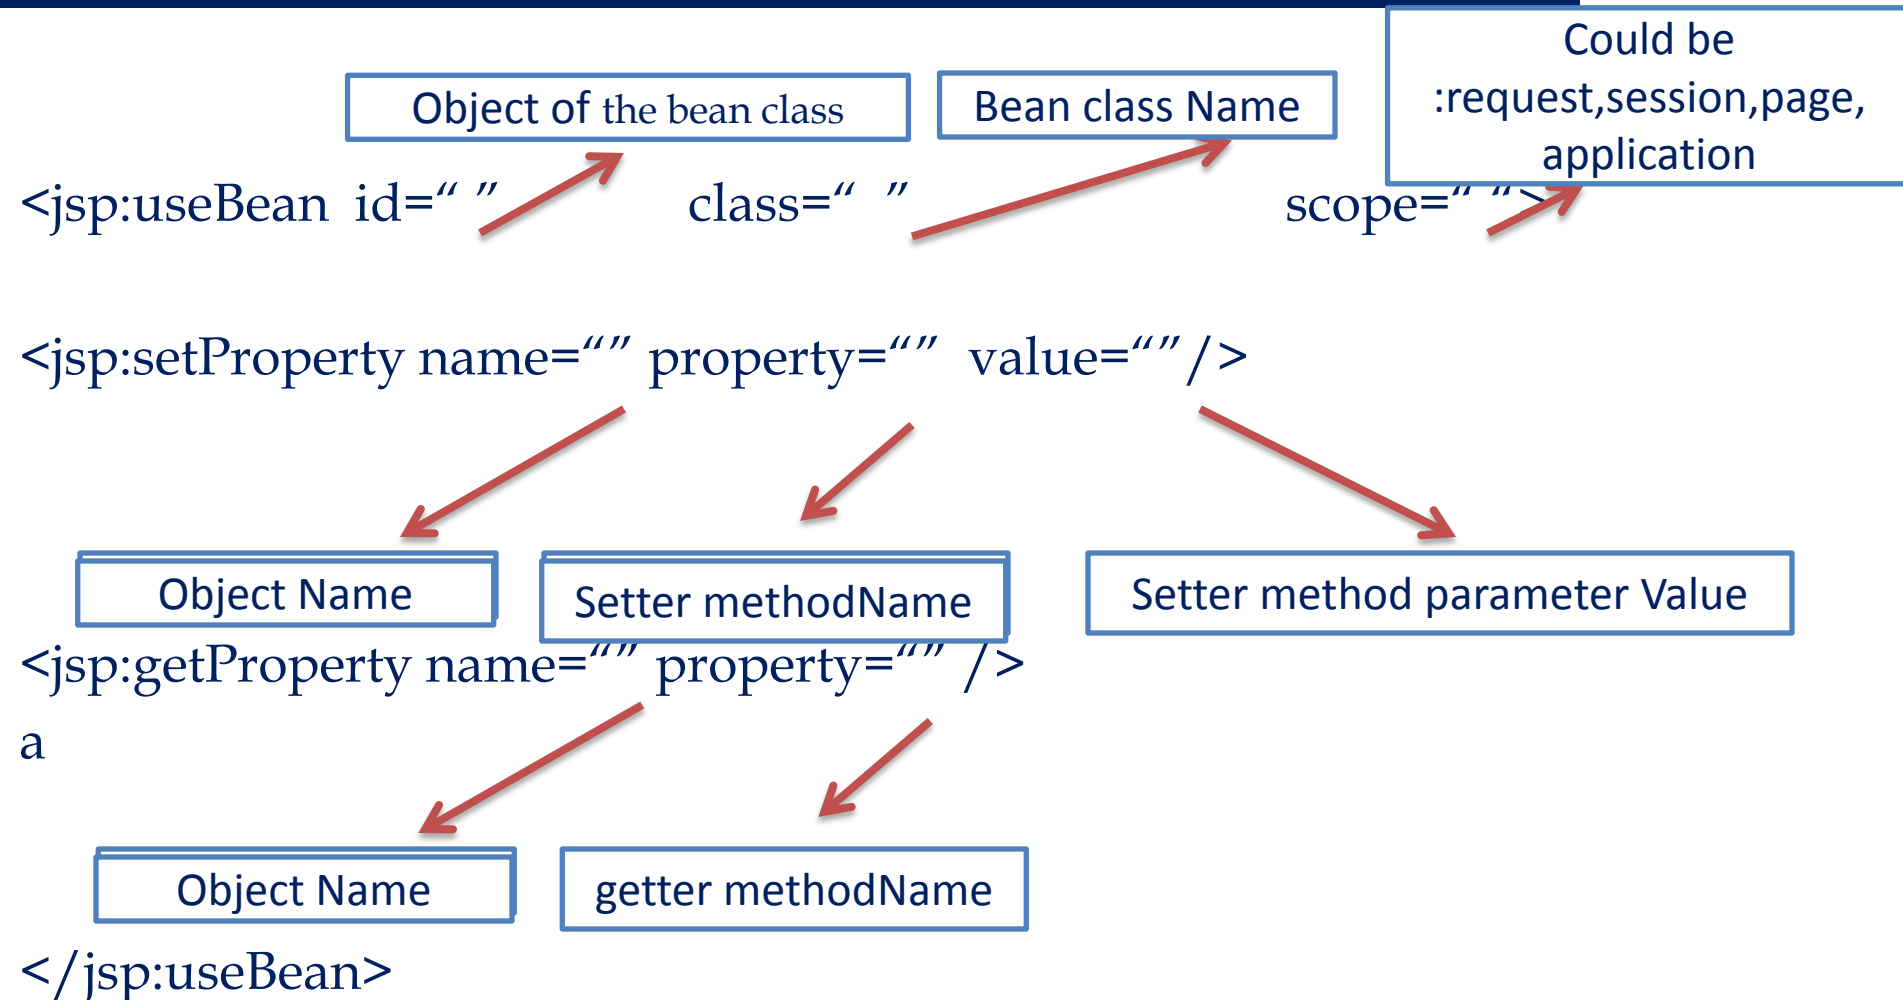 Could be
:request,session,page,
application
Object of the bean class
Bean class Name
<jsp:useBean id=“ ” class=“ ” scope=“ “>
<jsp:setProperty name=“” property=“” value=“”/>
Object Name
Setter methodName
Setter method parameter Value
<jsp:getProperty name=“” property=“” />
a
Object Name
getter methodName
</jsp:useBean>